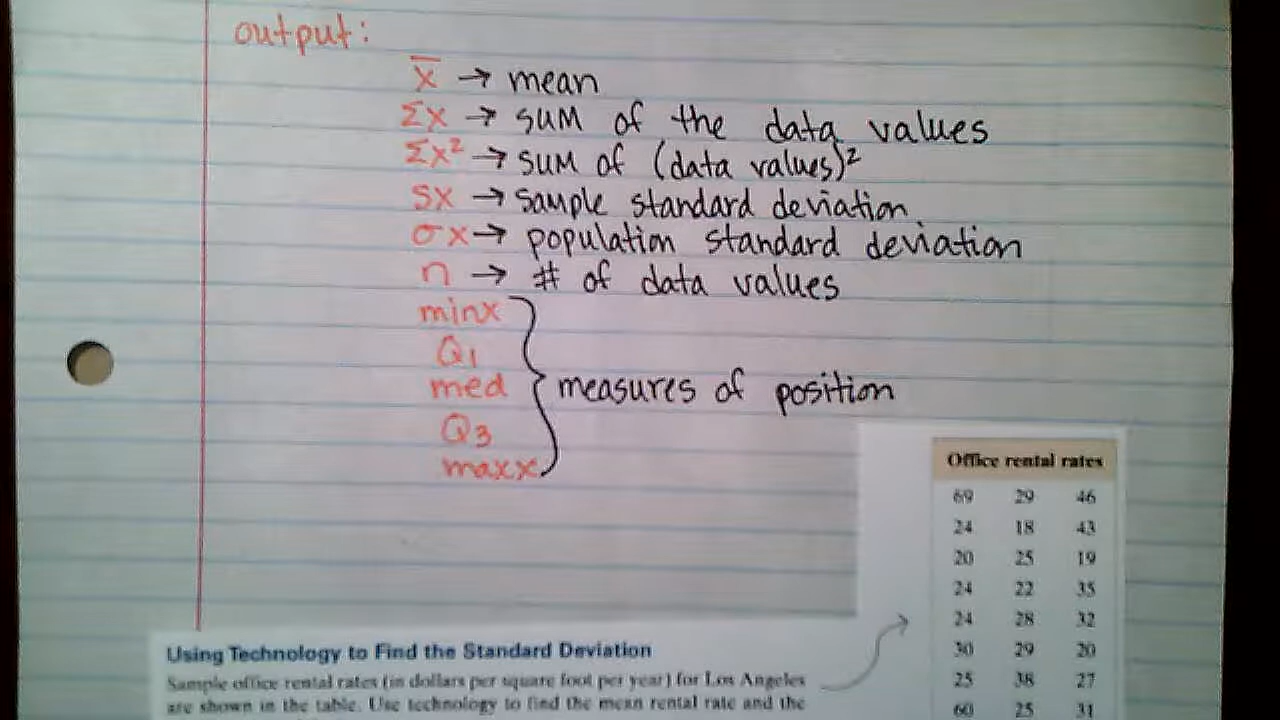 output:
x̄ → mean
Σx → sum of the data values
Σx² → sum of (data values)²
Sx → sample standard deviation
σx → population standard deviation
n → # of data values
minx
Q1
med } measures of position
Q3
maxx
Office rental rates
69 29 46
24 18 43
20 25 19
24 22 35
24 28 32
30 29 20
25 38 27
60 25 31
Using Technology to Find the Standard Deviation
Sample office rental rates (in dollars per square foot per year) for Los Angeles
are shown in the table. Use technology to find the mean rental rate and the